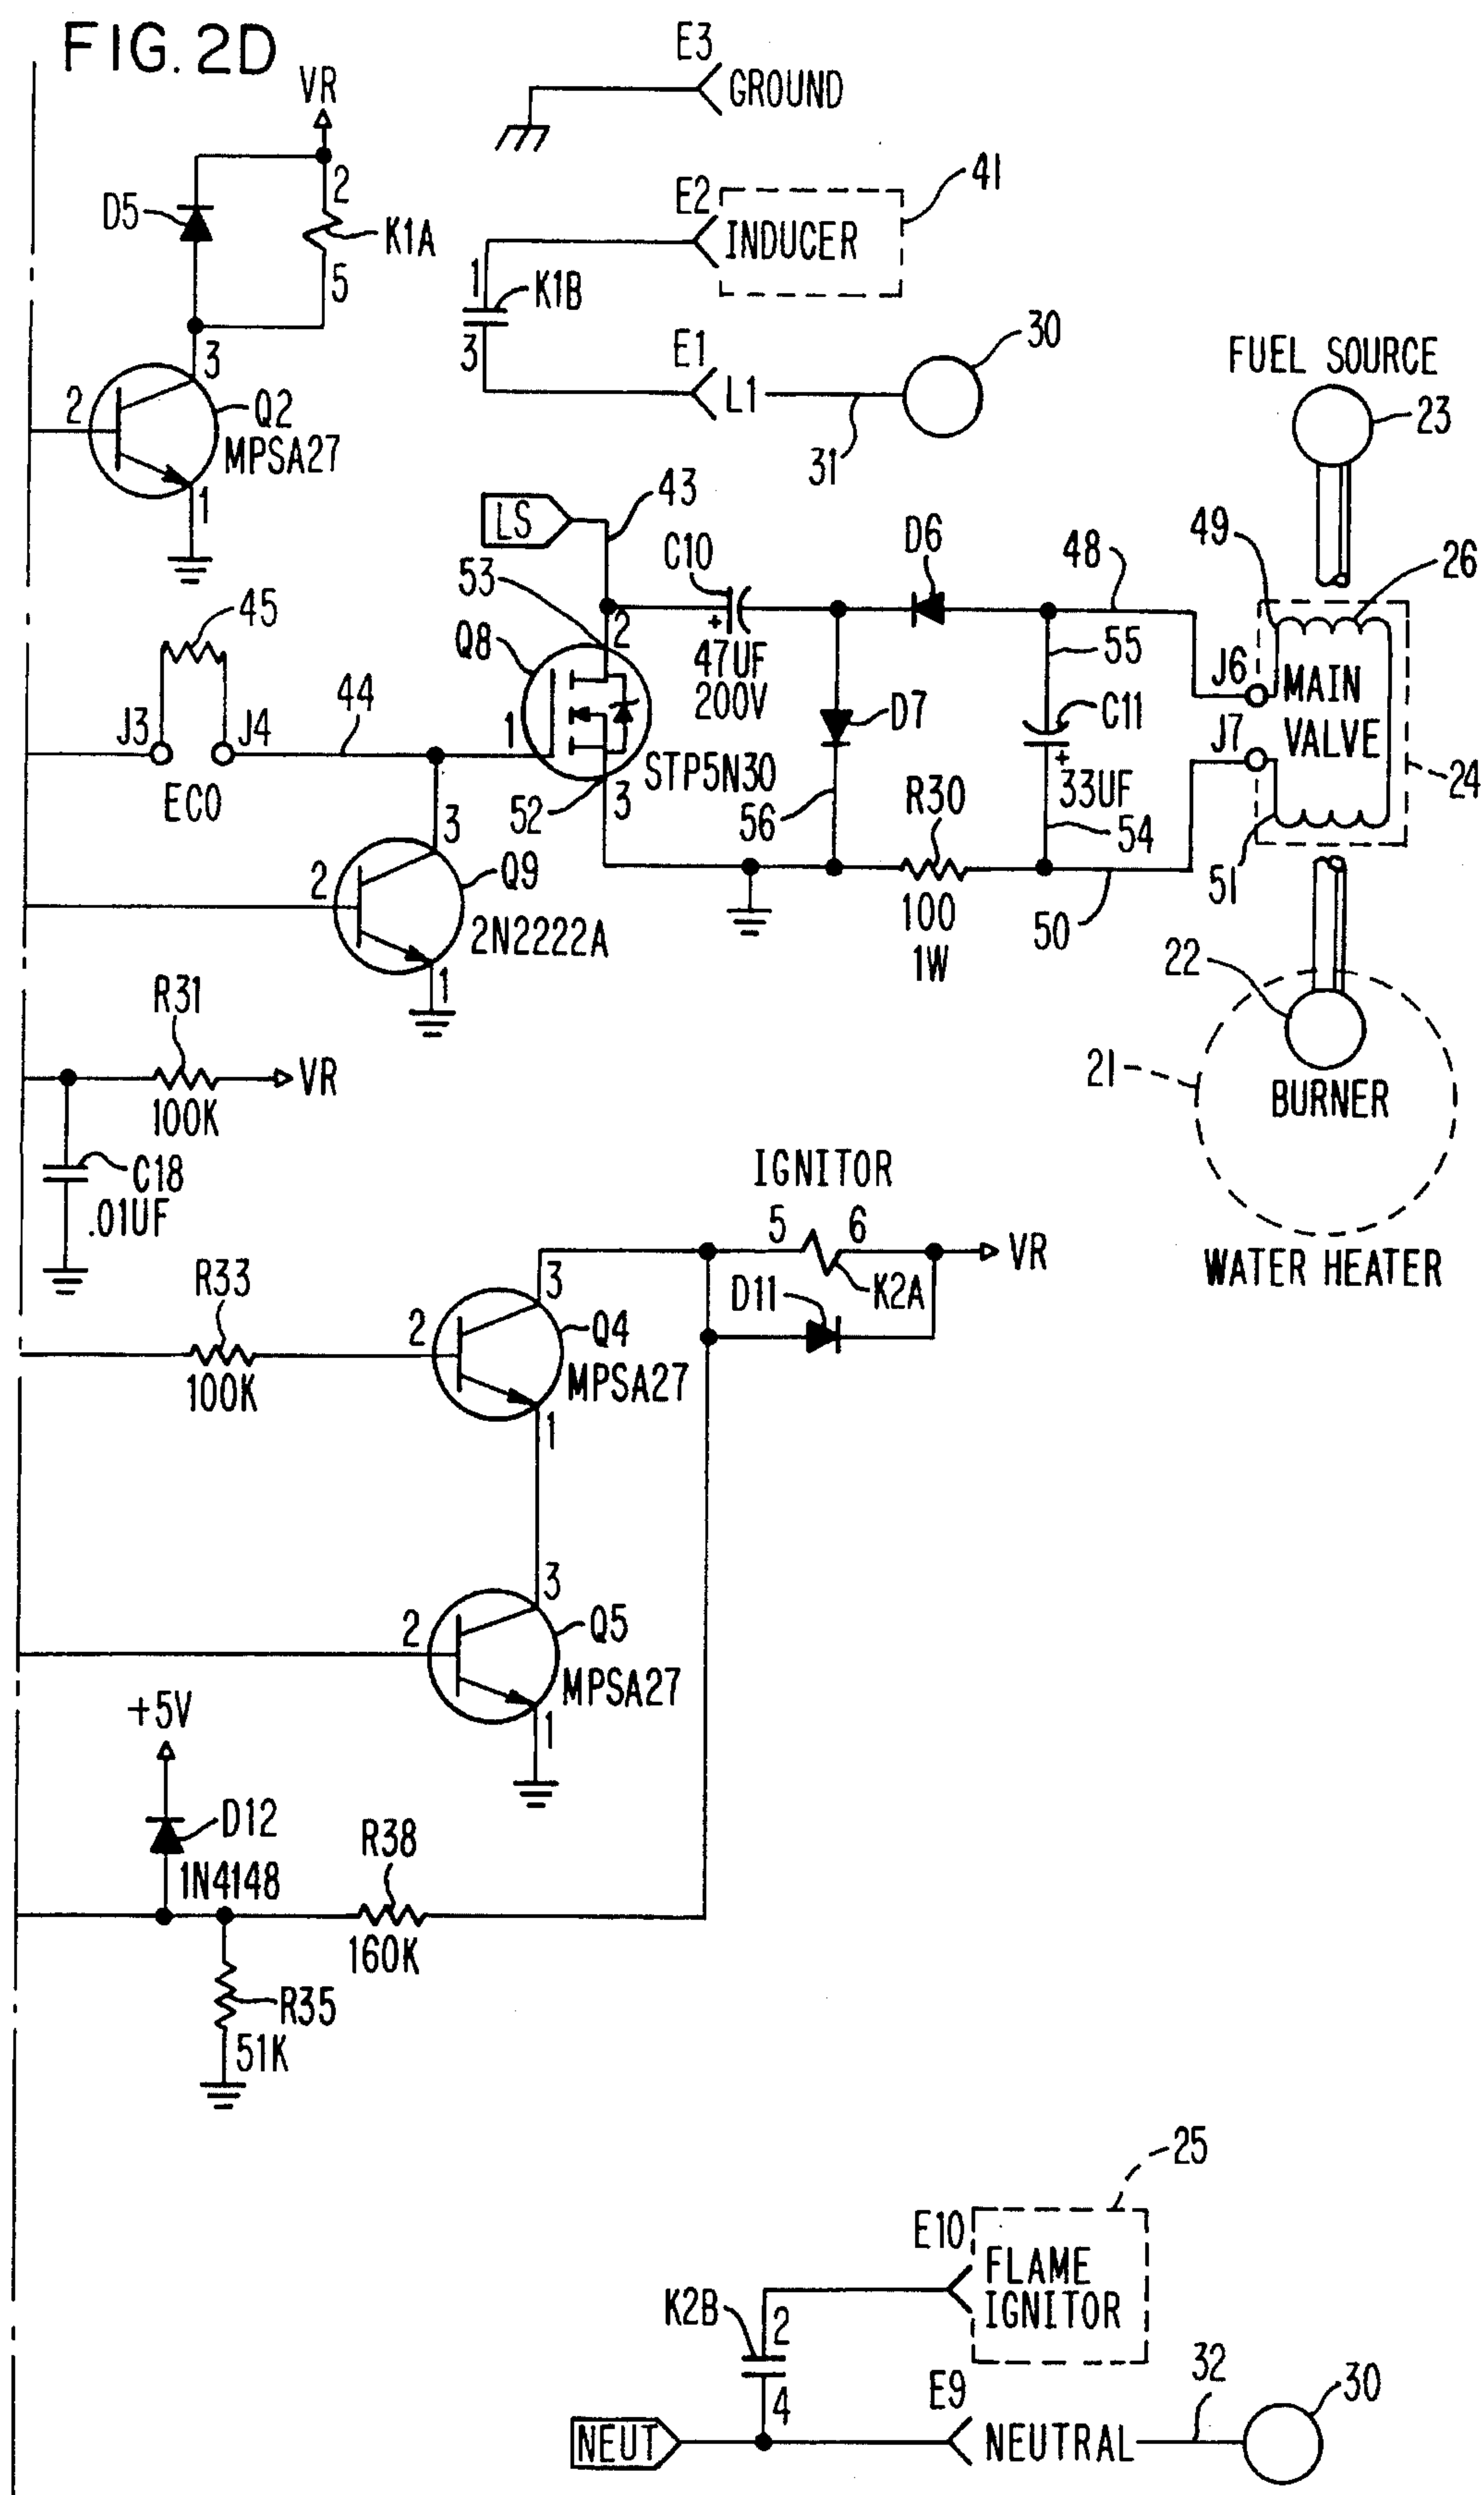 FIG. 2D
E3
GROUND
VR
41
2
E2
INDUCER
D5
K1A
1
K1B
5
3
E1
L1
30
31
FUEL SOURCE
23
3
2
Q2
MPSA27
1
LS
43
53
C10
D6
48
49
26
45
Q8
2
+
47UF
200V
55
J6
MAIN
VALVE
J3
J4
44
1
D7
C11
J7
ECO
STP5N30
+
33UF
24
52
3
56
R30
54
3
2
Q9
2N2222A
100
1W
50
51
1
22
R31
VR
100K
21
BURNER
C18
.01UF
IGNITOR
5
6
VR
WATER HEATER
R33
3
D11
K2A
2
Q4
MPSA27
100K
1
3
2
Q5
MPSA27
+5V
1
D12
1N4148
R38
160K
R35
51K
25
E10
FLAME
IGNITOR
K2B
2
4
E9
32
30
NEUT
NEUTRAL